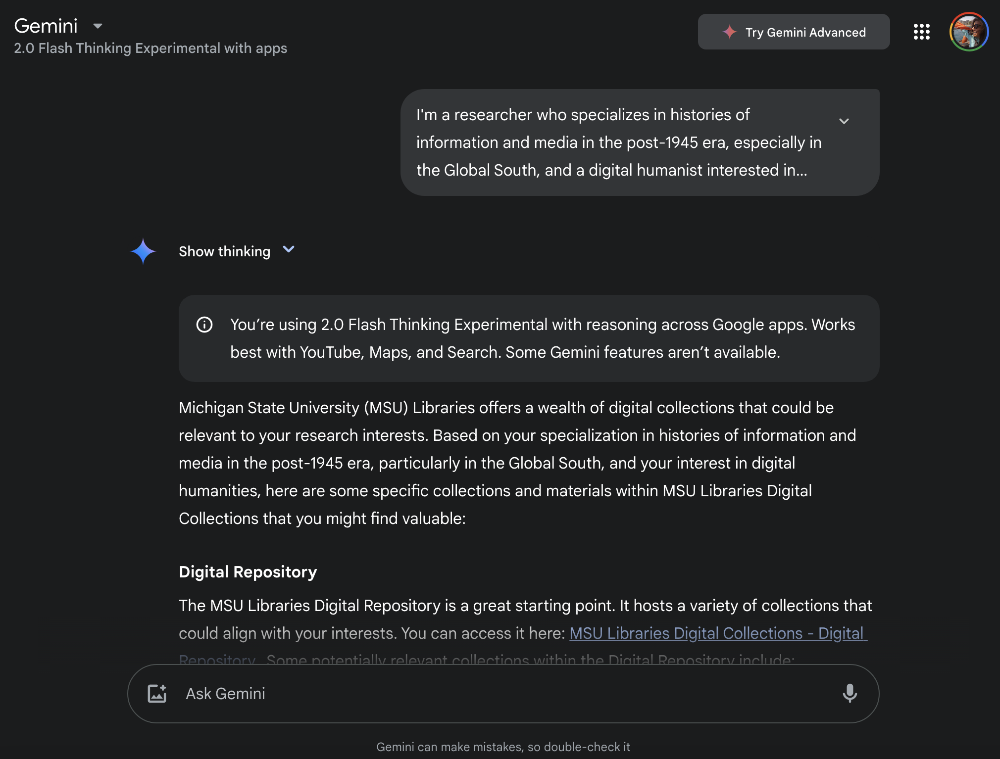 Gemini
2.0 Flash Thinking Experimental with apps
Try Gemini Advanced
I'm a researcher who specializes in histories of
information and media in the post-1945 era, especially in
the Global South, and a digital humanist interested in...
Show thinking
You’re using 2.0 Flash Thinking Experimental with reasoning across Google apps. Works
best with YouTube, Maps, and Search. Some Gemini features aren’t available.
Michigan State University (MSU) Libraries offers a wealth of digital collections that could be
relevant to your research interests. Based on your specialization in histories of information and
media in the post-1945 era, particularly in the Global South, and your interest in digital
humanities, here are some specific collections and materials within MSU Libraries Digital
Collections that you might find valuable:
Digital Repository
The MSU Libraries Digital Repository is a great starting point. It hosts a variety of collections that
could align with your interests. You can access it here: MSU Libraries Digital Collections - Digital
Repository. Some potentially relevant collections within the Digital Repository include:
Ask Gemini
Gemini can make mistakes, so double-check it